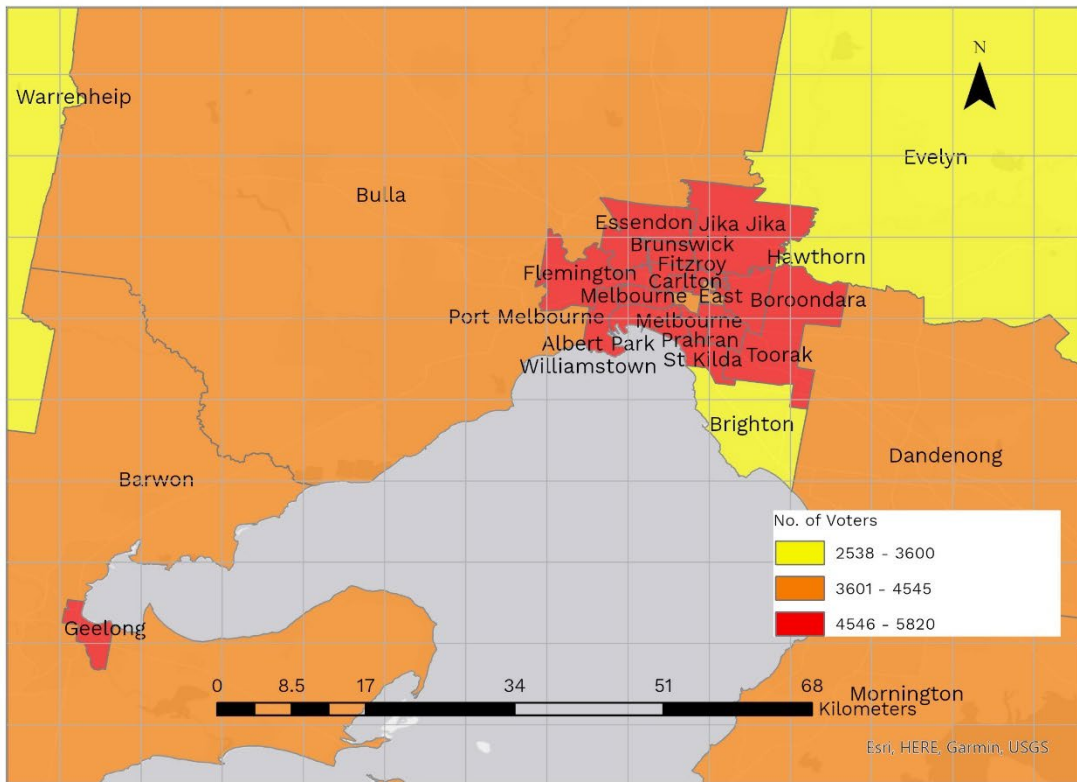 N
Warrenheip
Evelyn
Bulla
Essendon
Jika Jika
Brunswick
Hawthorn
Fitzroy
Flemington
Carlton
Melbourne
East
Melbourne
Boroondara
Port Melbourne
Prahran
Albert Park
Toorak
St Kilda
Williamstown
Brighton
Dandenong
Barwon
No. of Voters
2538 - 3600
3601 - 4545
4546 - 5820
Geelong
0 8.5 17 34 51 68
Kilometers
Mornington
Esri, HERE, Garmin, USGS